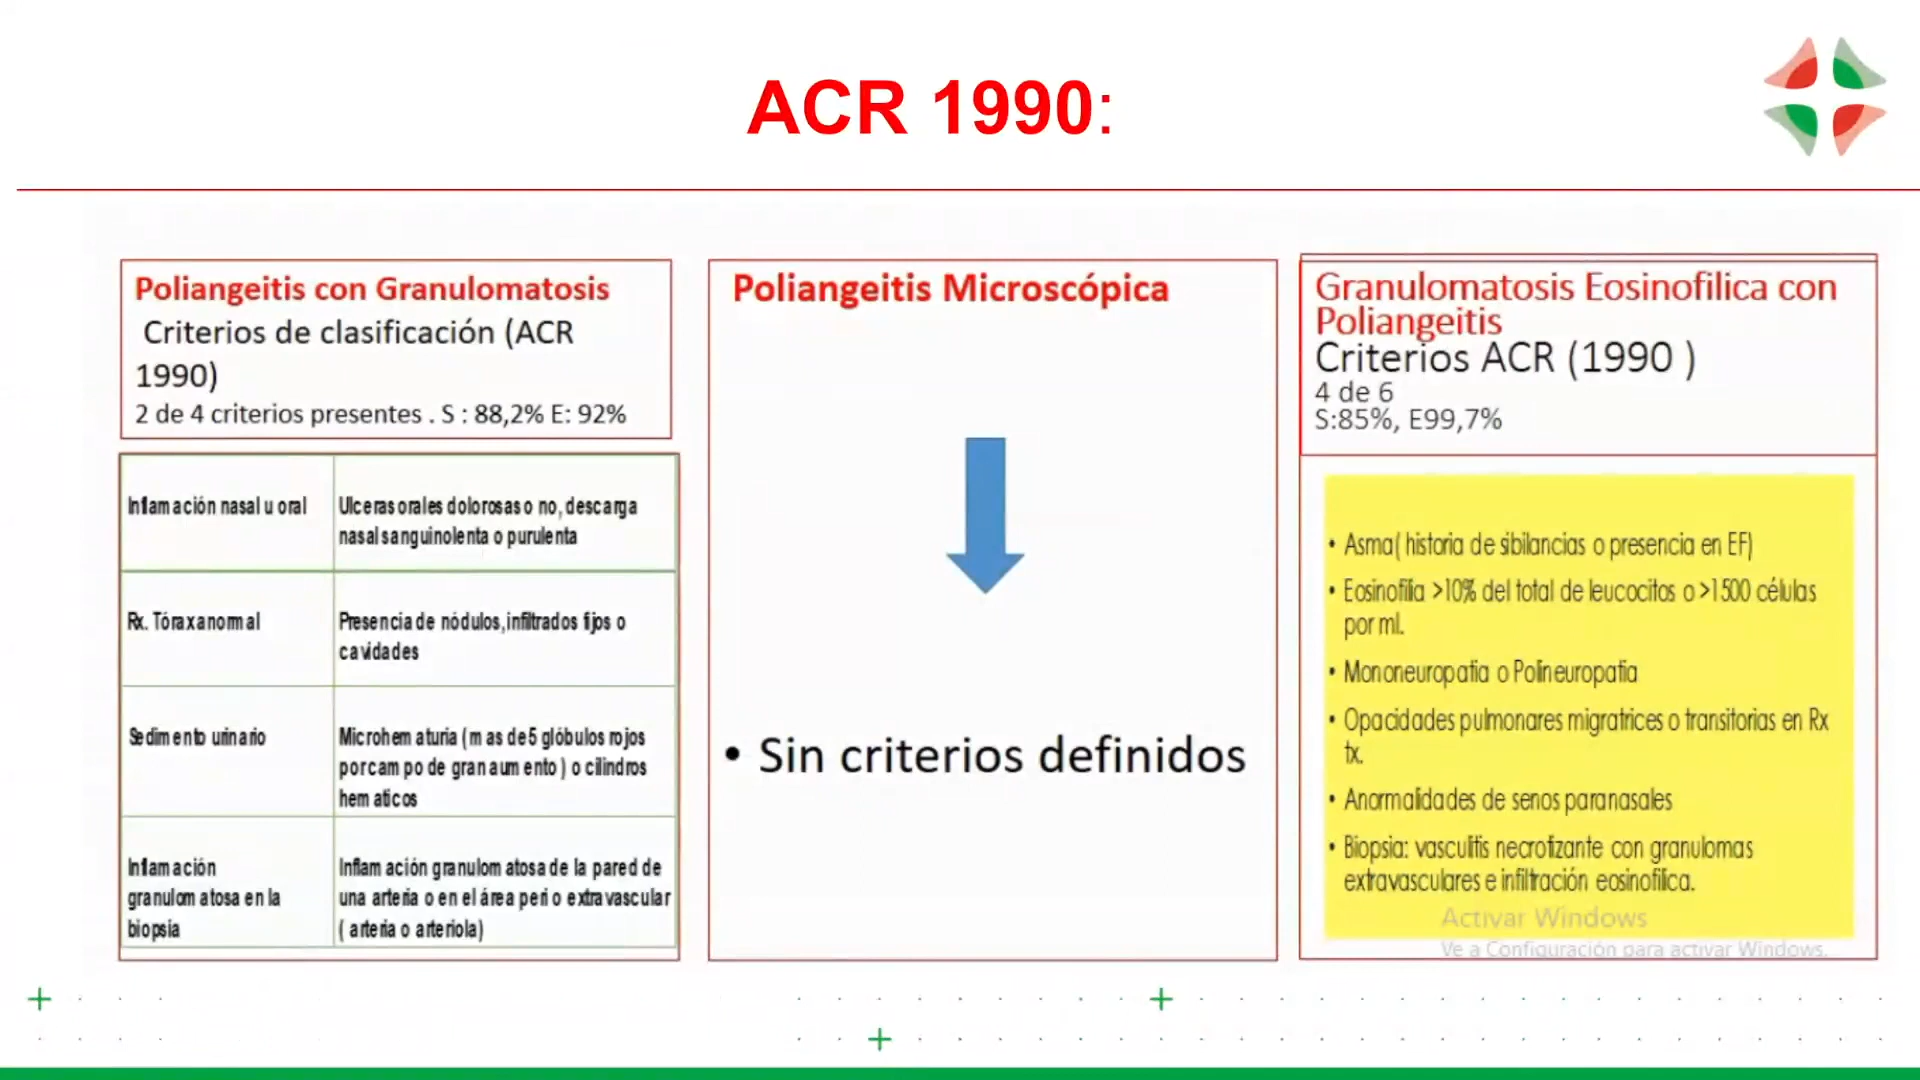 ACR 1990:
Poliangeitis con Granulomatosis
Criterios de clasificación (ACR
1990)
2 de 4 criterios presentes . S : 88,2% E: 92%
Inflamación nasal u oral
Ulceras orales dolorosas o no, descarga
nasal sanguinolenta o purulenta
Rx. Tórax anormal
Presencia de nódulos, infiltrados fijos o
cavidades
Sedimento urinario
Microhematuria ( mas de 5 glóbulos rojos
por campo de gran aumento ) o cilindros
hematicos
Inflamación
granulomatosa en la
biopsia
Inflamación granulomatosa de la pared de
una arteria o en el área peri o extravascular
( arteria o arteriola)
Poliangeitis Microscópica
• Sin criterios definidos
Granulomatosis Eosinofilica con
Poliangeitis
Criterios ACR (1990 )
4 de 6
S:85%, E99,7%
• Asma( historia de sibilancias o presencia en EF)
• Eosinofilia >10% del total de leucocitos o >1500 células
por ml.
• Mononeuropatia o Polineuropatia
• Opacidades pulmonares migratrices o transitorias en Rx
tx.
• Anormalidades de senos paranasales
• Biopsia: vasculitis necrotizante con granulomas
extravasculares e infiltración eosinofilica.
Activar Windows
Ve a Configuración para activar Windows.